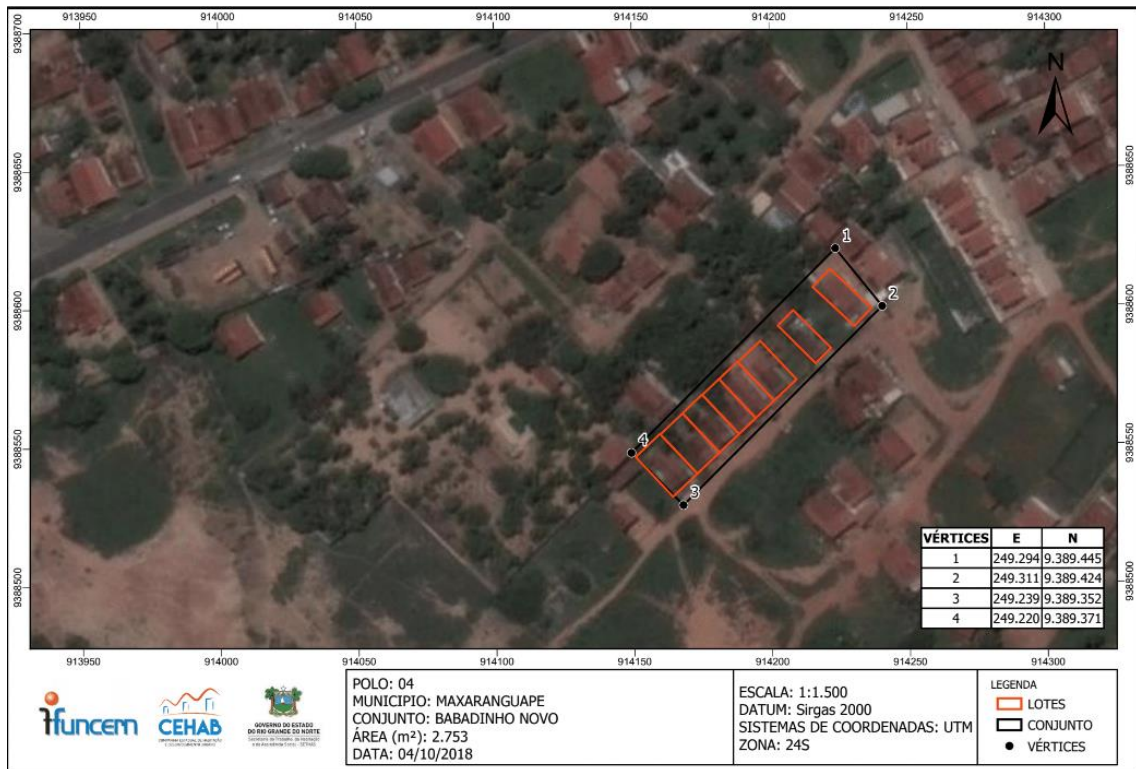 913950 914000 914050 914100 914150 914200 914250 914300
9388700
9388650 9388650
N
1
2
9388600 9388600
4
9388550 9388550
3
VÉRTICES E N
1 249.294 9.389.445
2 249.311 9.389.424
3 249.239 9.389.352
4 249.220 9.389.371
9388500 9388500
913950 914000 914050 914100 914150 914200 914250 914300
ifuncem
CEHAB
GOVERNO DO ESTADO
DO RIO GRANDE DO NORTE
POLO: 04
MUNICIPIO: MAXARANGUAPE
CONJUNTO: BABADINHO NOVO
ÁREA (m²): 2.753
DATA: 04/10/2018
ESCALA: 1:1.500
DATUM: Sirgas 2000
SISTEMAS DE COORDENADAS: UTM
ZONA: 24S
LEGENDA
LOTES
CONJUNTO
VÉRTICES